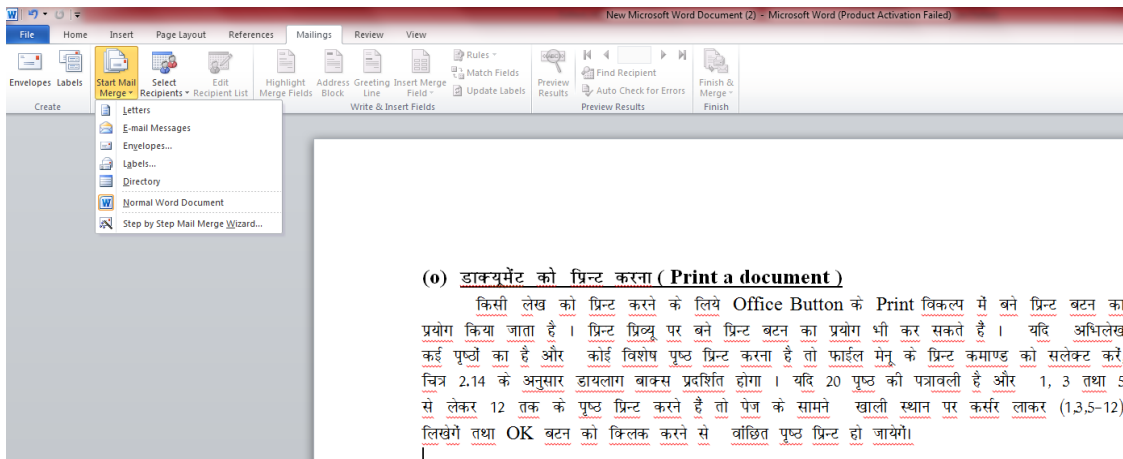 New Microsoft Word Document (2) - Microsoft Word (Product Activation Failed)
File Home Insert Page Layout References Mailings Review View
Envelopes Labels Start Mail Merge Select Recipients Edit Recipient List Highlight Merge Fields Address Block Greeting Line Insert Merge Field Rules Match Fields Update Labels Preview Results Find Recipient Auto Check for Errors Finish & Merge
Create Write & Insert Fields Preview Results Finish
Letters
E-mail Messages
Envelopes...
Labels...
Directory
Normal Word Document
Step by Step Mail Merge Wizard...
(o) डाक्यूमेंट को प्रिन्ट करना ( Print a document )
किसी लेख को प्रिन्ट करने के लिये Office Button के Print विकल्प में बने प्रिन्ट बटन का
प्रयोग किया जाता है । प्रिन्ट प्रिव्यू पर बने प्रिन्ट बटन का प्रयोग भी कर सकते है । यदि अभिलेख
कई पृष्ठों का है और कोई विशेष पृष्ठ प्रिन्ट करना है तो फाईल मेनू के प्रिन्ट कमाण्ड को सलेक्ट करें
चित्र 2.14 के अनुसार डायलाग बाक्स प्रदर्शित होगा । यदि 20 पृष्ठ की पत्रावली है और 1, 3 तथा 5
से लेकर 12 तक के पृष्ठ प्रिन्ट करने हैं तो पेज के सामने खाली स्थान पर कर्सर लाकर (1,3,5–12)
लिखेगें तथा OK बटन को क्लिक करने से वांछित पृष्ठ प्रिन्ट हो जायेगें।